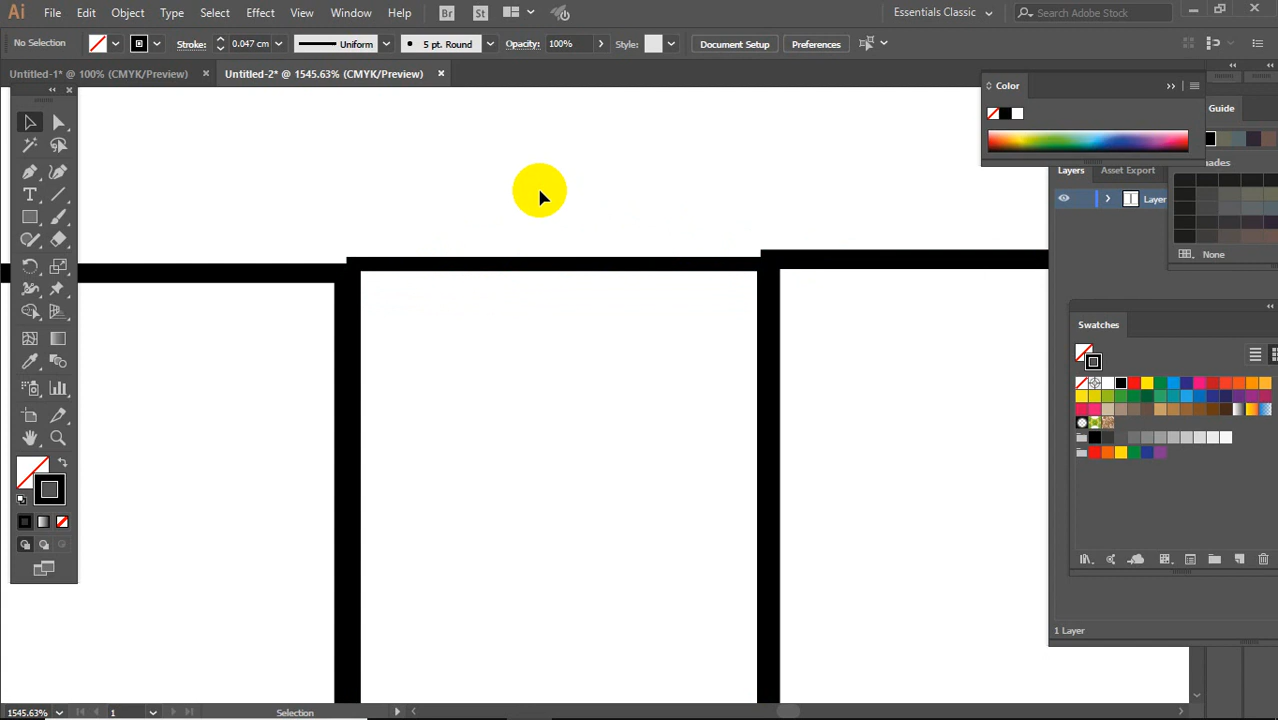 Ai File Edit Object Type Select Effect View Window Help Br St Essentials Classic Search Adobe Stock
No Selection Stroke: 0.047 cm Uniform 5 pt. Round Opacity: 100% Style: Document Setup Preferences
Untitled-1* @ 100% (CMYK/Preview) × Untitled-2* @ 1545.63% (CMYK/Preview) ×
Color
Guide
hades
Layers Asset Export
Layer
None
Swatches
1 Layer
1545.63% 1 Selection